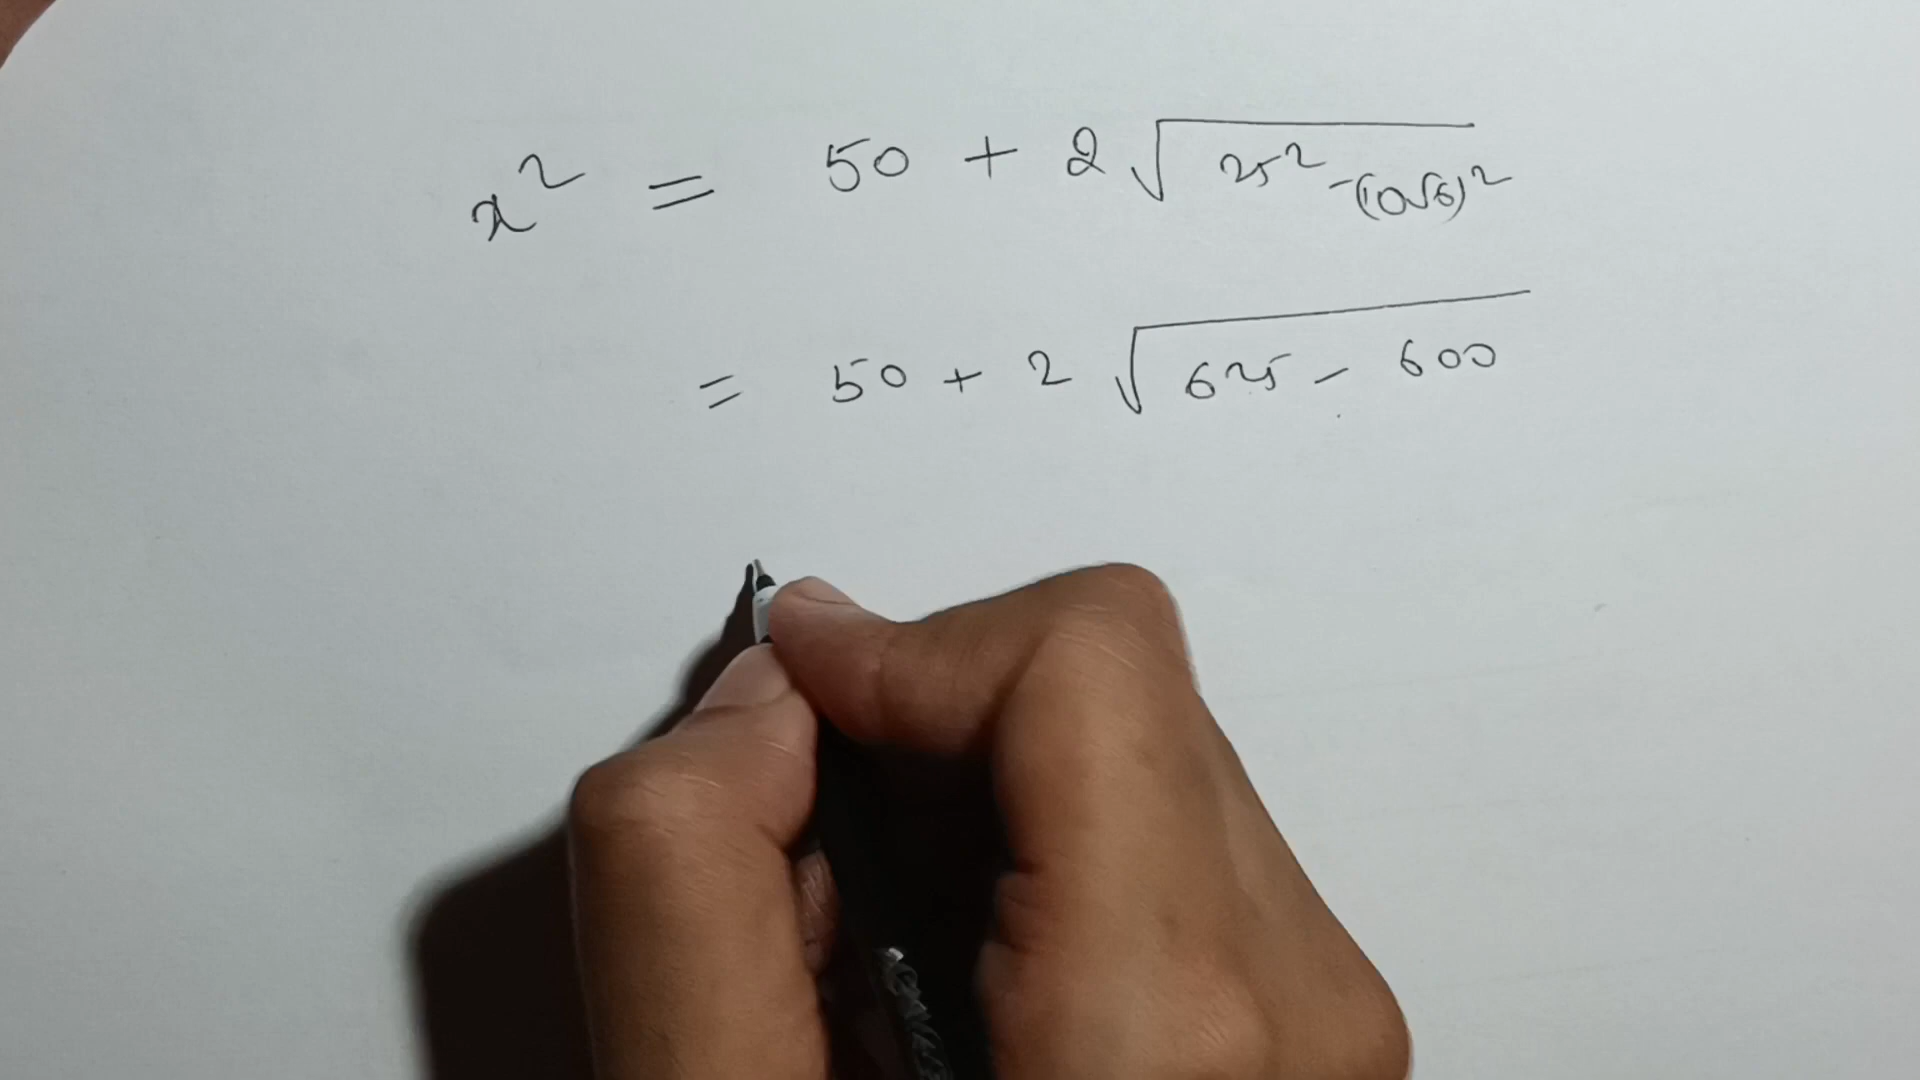 x² = 50 + 2√(25² - (10√6)²)
= 50 + 2√(625 - 600)